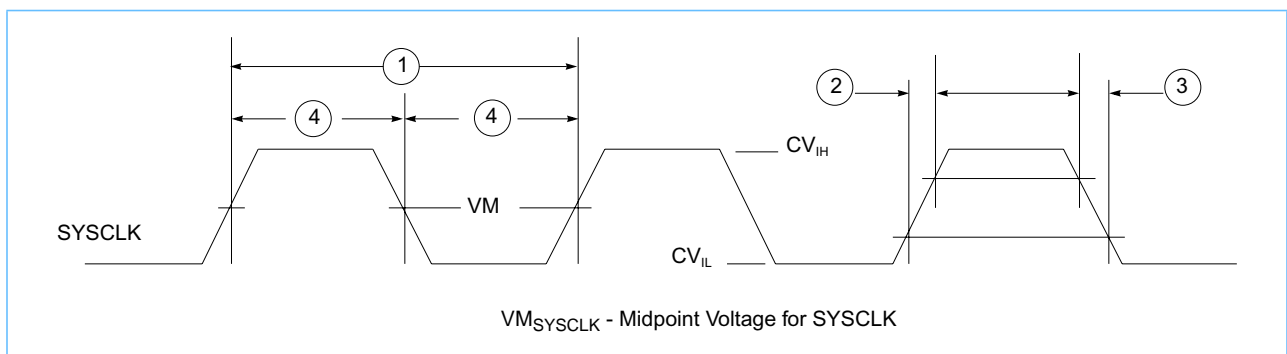 1
2
3
4
4
CV_IH
VM
SYSCLK
CV_IL
VM_SYSCLK - Midpoint Voltage for SYSCLK